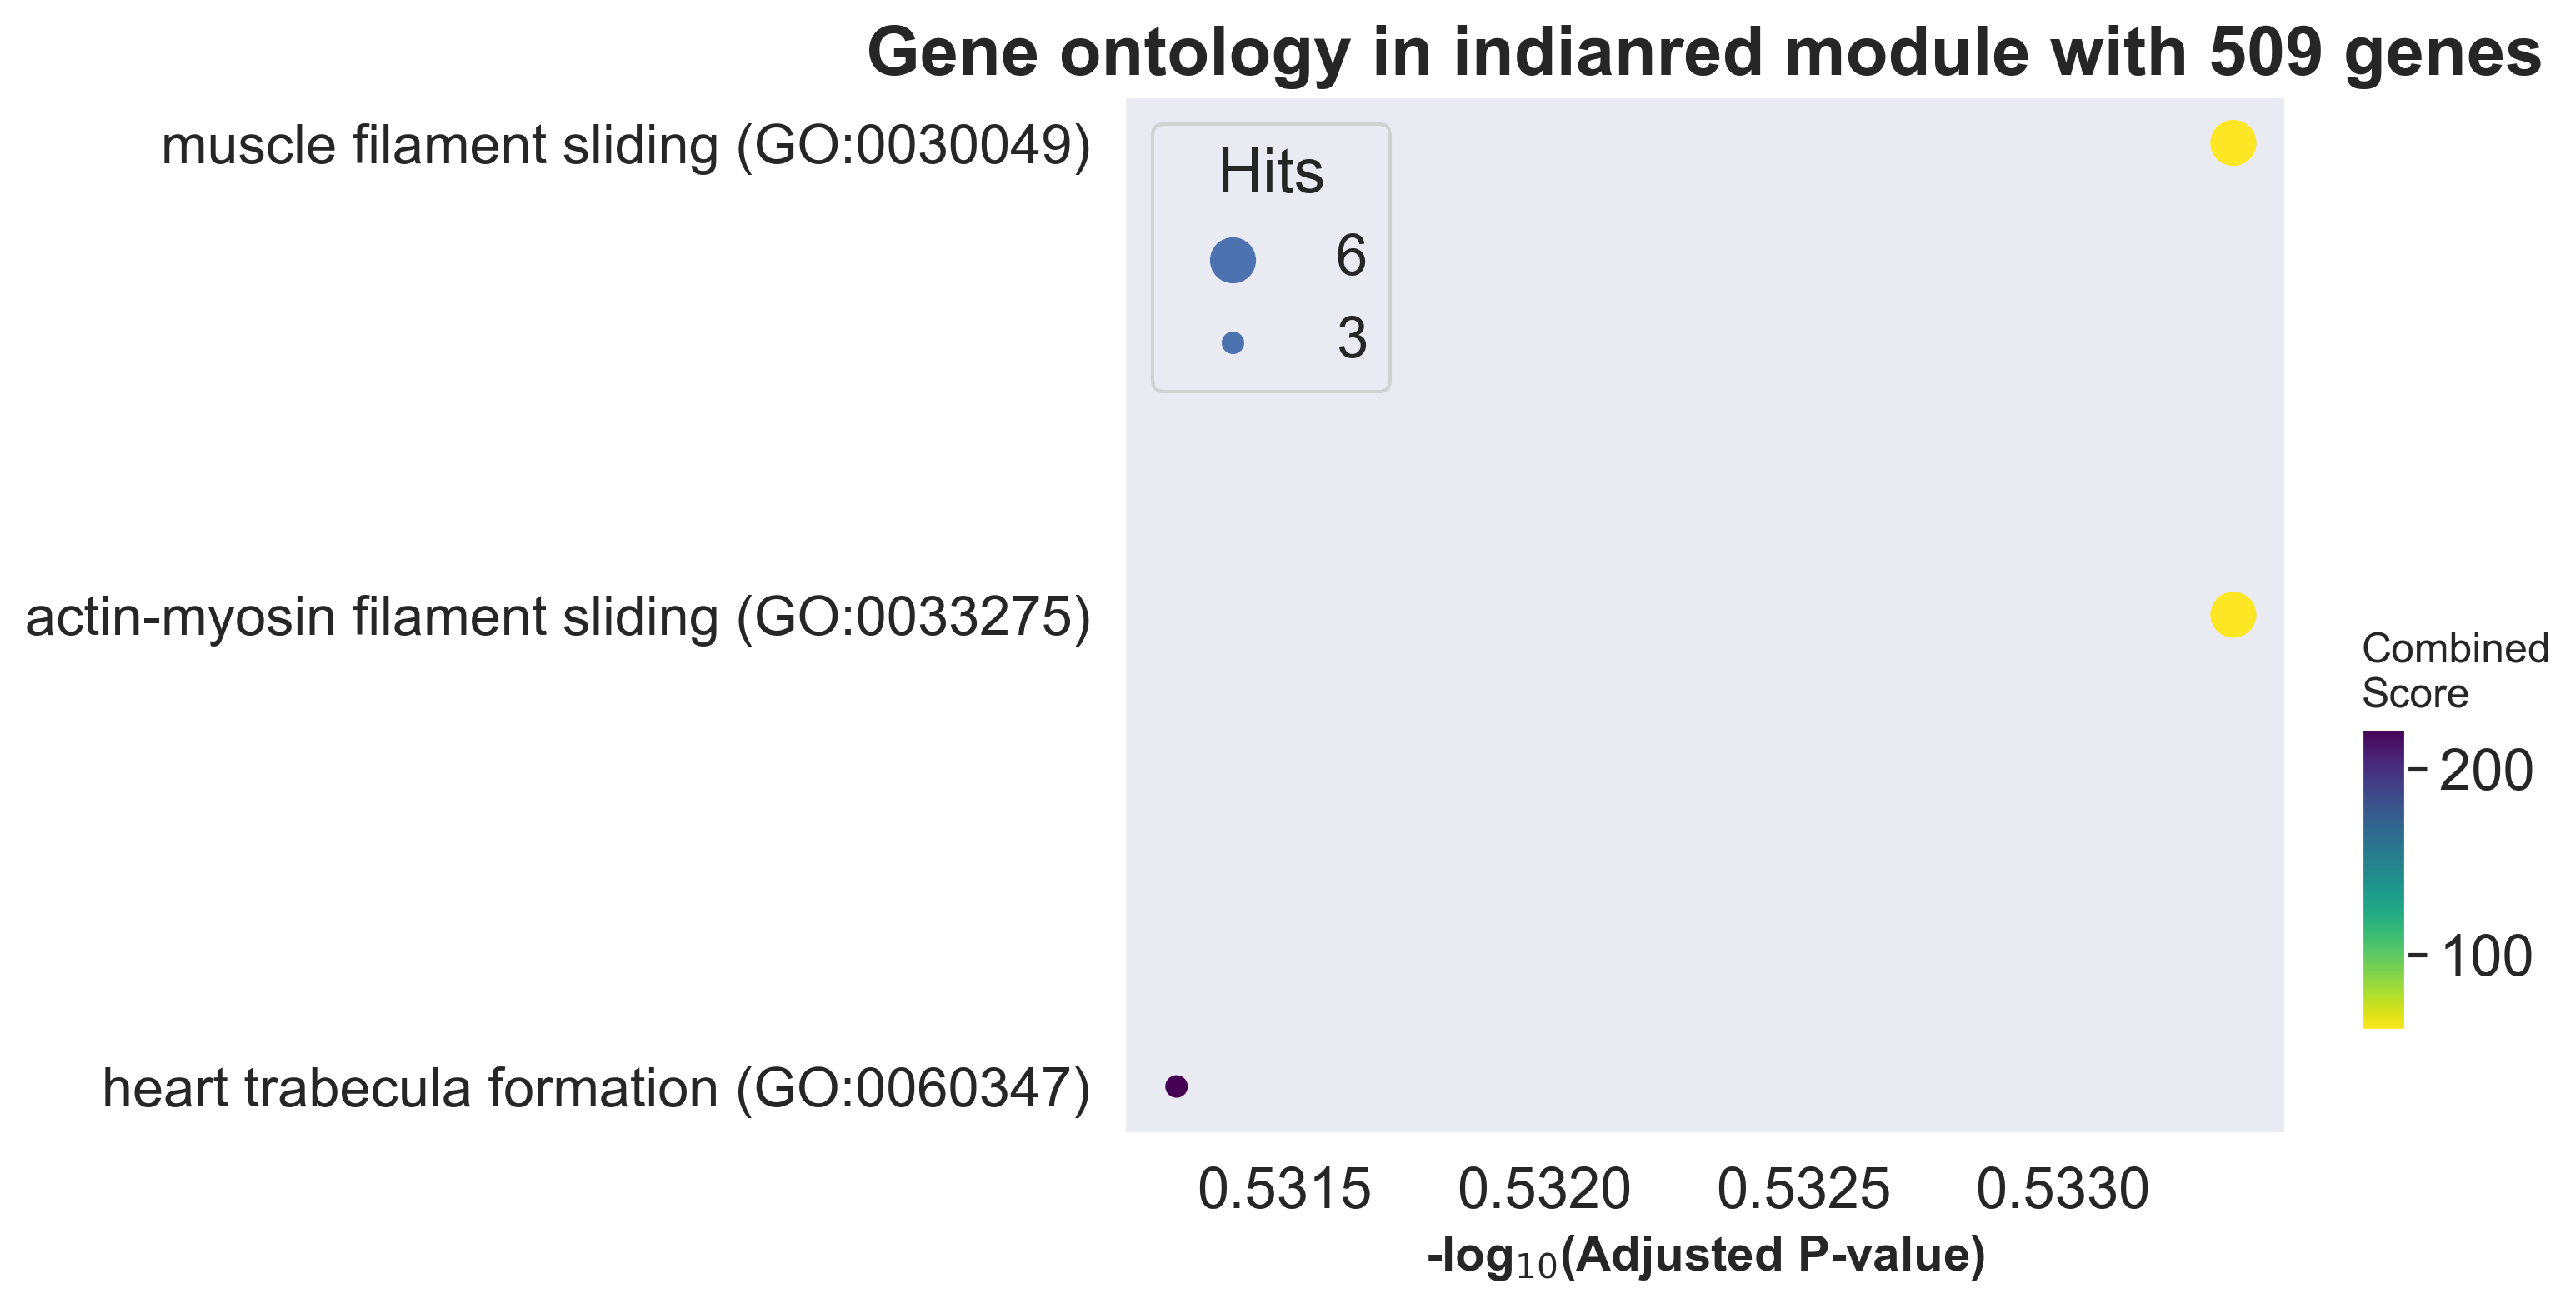 Gene ontology in indianred module with 509 genes
muscle filament sliding (GO:0030049)
Hits
6
3
actin-myosin filament sliding (GO:0033275)
Combined
Score
200
100
heart trabecula formation (GO:0060347)
0.5315 0.5320 0.5325 0.5330
-log10(Adjusted P-value)